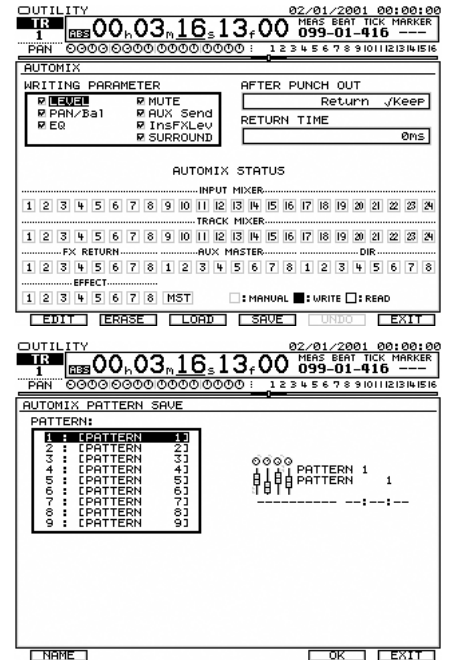 UTILITY 02/01/2001 00:00:00
TR 1 ABS 00h03m16s13f00 MEAS BEAT TICK MARKER
099-01-416 ---
PAN 1 2 3 4 5 6 7 8 9 10 11 12 13 14 15 16
AUTOMIX
WRITING PARAMETER AFTER PUNCH OUT
LEVEL MUTE Return √Keep
PAN/Bal AUX Send RETURN TIME
EQ InsFXLev 0ms
SURROUND
AUTOMIX STATUS
INPUT MIXER
1 2 3 4 5 6 7 8 9 10 11 12 13 14 15 16 17 18 19 20 21 22 23 24
TRACK MIXER
1 2 3 4 5 6 7 8 9 10 11 12 13 14 15 16 17 18 19 20 21 22 23 24
FX RETURN AUX MASTER DIR
1 2 3 4 5 6 7 8 1 2 3 4 5 6 7 8 1 2 3 4 5 6 7 8
EFFECT
1 2 3 4 5 6 7 8 MST : MANUAL : WRITE : READ
EDIT ERASE LOAD SAVE UNDO EXIT
UTILITY 02/01/2001 00:00:00
TR 1 ABS 00h03m16s13f00 MEAS BEAT TICK MARKER
099-01-416 ---
PAN 1 2 3 4 5 6 7 8 9 10 11 12 13 14 15 16
AUTOMIX PATTERN SAVE
PATTERN:
1 : [PATTERN 1]
2 : [PATTERN 2]
3 : [PATTERN 3]
4 : [PATTERN 4]
5 : [PATTERN 5]
6 : [PATTERN 6]
7 : [PATTERN 7]
8 : [PATTERN 8]
9 : [PATTERN 9]
PATTERN 1
PATTERN 1
---------- --:--:--
NAME OK EXIT